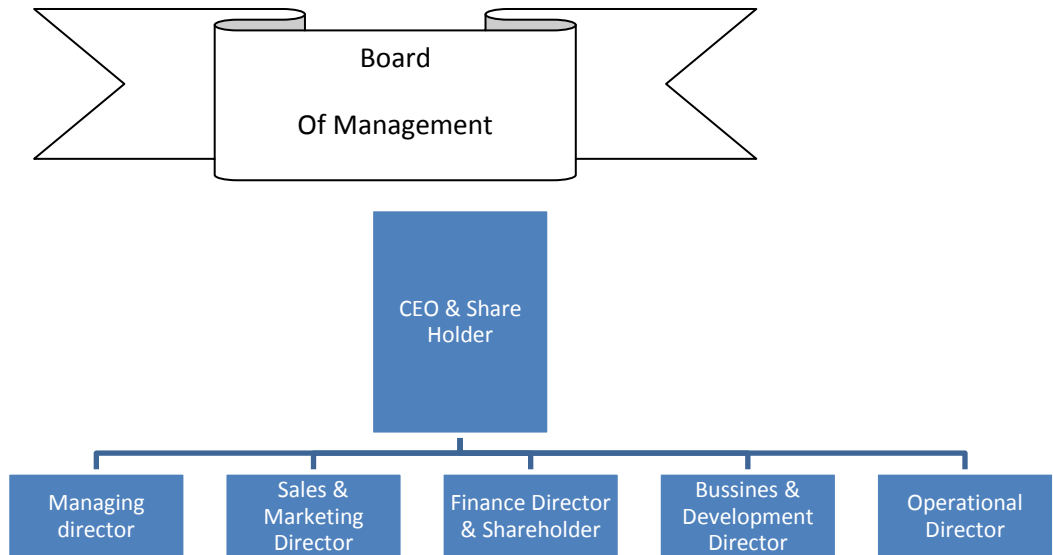 Board
Of Management
CEO & Share
Holder
Managing
director
Sales &
Marketing
Director
Finance Director
& Shareholder
Bussines &
Development
Director
Operational
Director